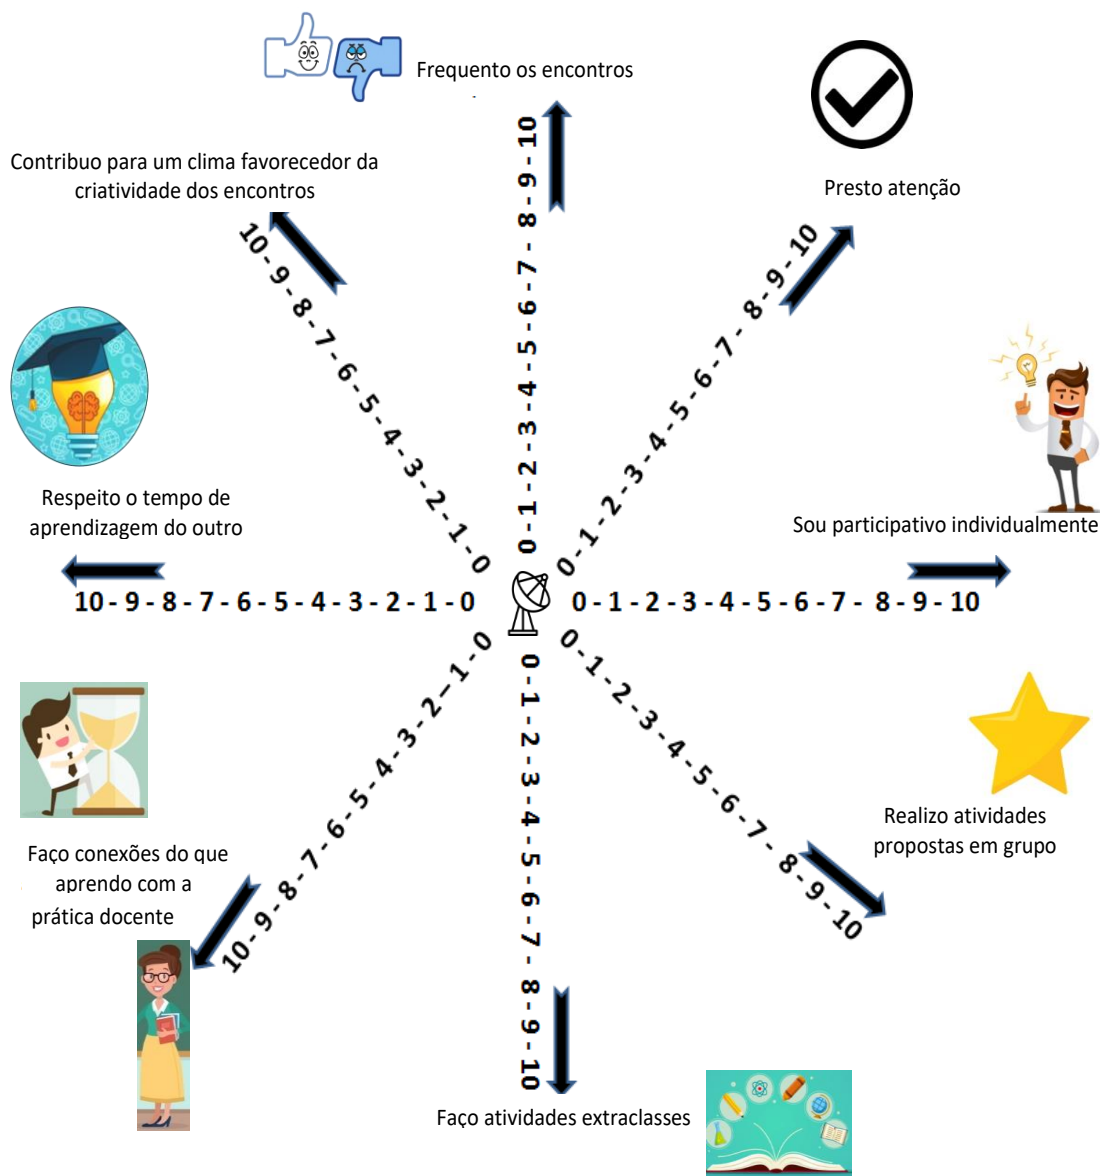 Frequento os encontros
Contribuo para um clima favorecedor da
criatividade dos encontros
Presto atenção
10 - 9 - 8 - 7 - 6 - 5 - 4 - 3 - 2 - 1 - 0
0 - 1 - 2 - 3 - 4 - 5 - 6 - 7 - 8 - 9 - 10
0 - 1 - 2 - 3 - 4 - 5 - 6 - 7 - 8 - 9 - 10
Respeito o tempo de
aprendizagem do outro
Sou participativo individualmente
10 - 9 - 8 - 7 - 6 - 5 - 4 - 3 - 2 - 1 - 0
0 - 1 - 2 - 3 - 4 - 5 - 6 - 7 - 8 - 9 - 10
10 - 9 - 8 - 7 - 6 - 5 - 4 - 3 - 2 – 1 - 0
0 - 1 - 2 - 3 - 4 - 5 - 6 - 7 - 8 - 9 - 10
0 - 1 - 2 - 3 - 4 - 5 - 6 - 7 - 8 - 9 - 10
Realizo atividades
propostas em grupo
Faço conexões do que
aprendo com a
prática docente
Faço atividades extraclasses